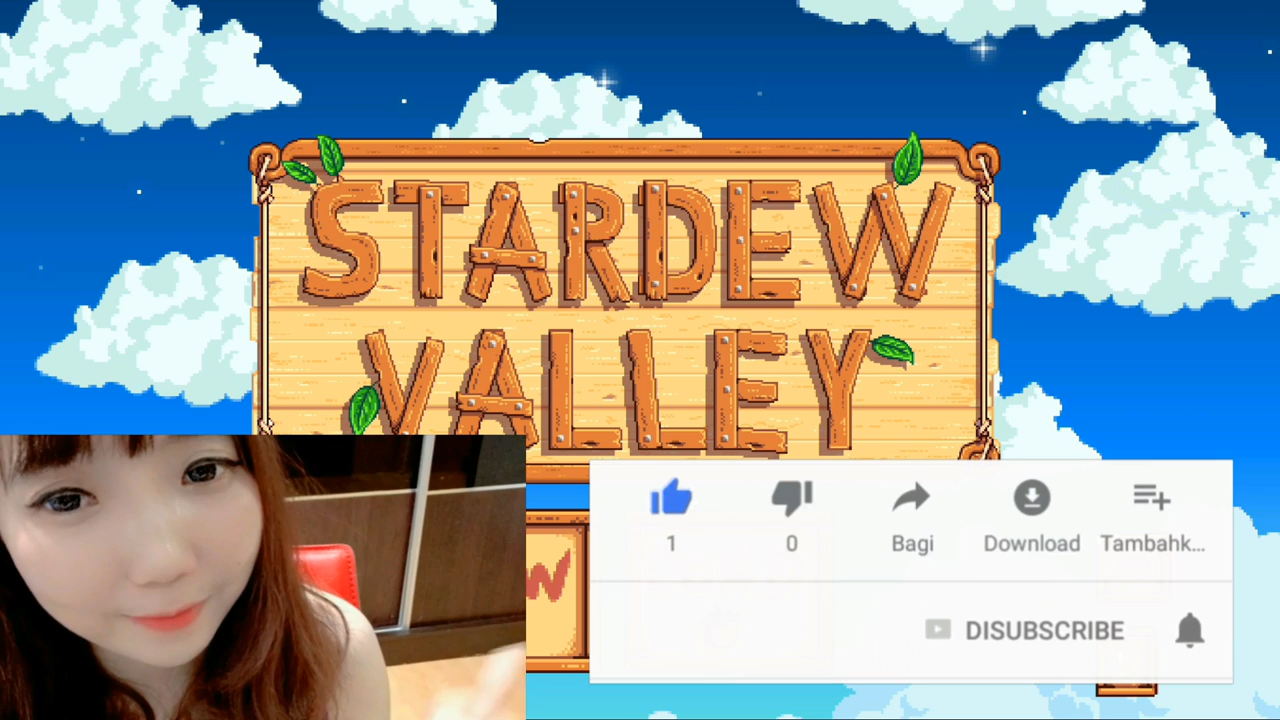 STARDEW
VALLEY
W
1
0
Bagi
Download
Tambahk...
DISUBSCRIBE